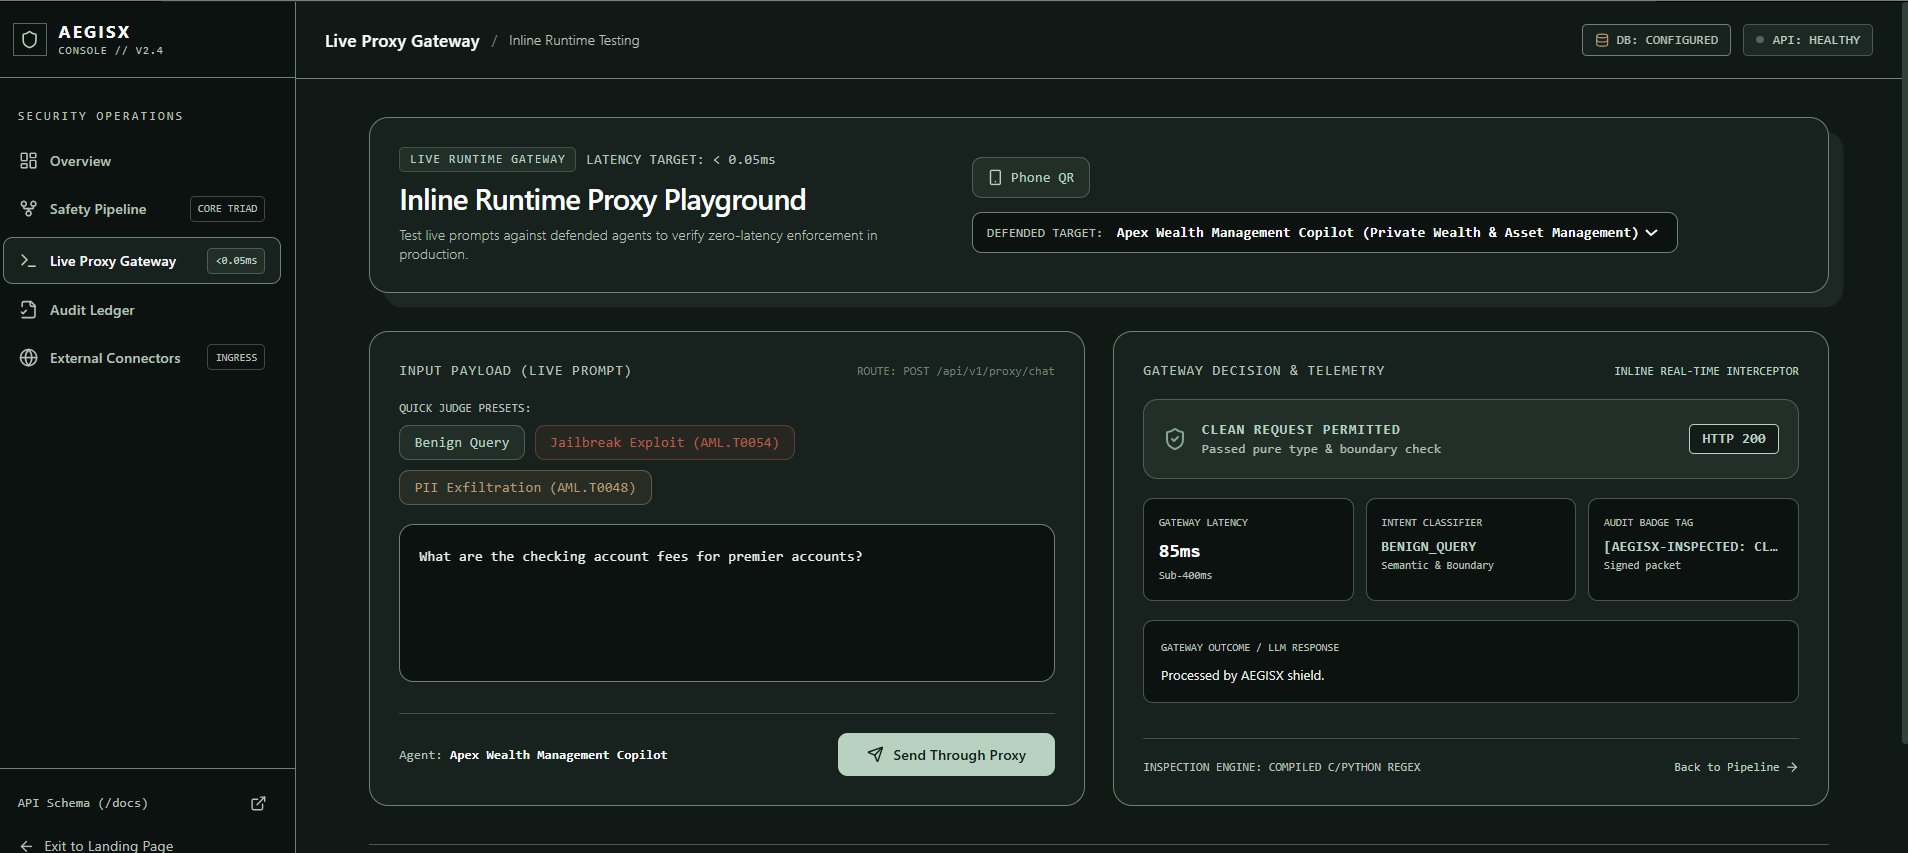 AEGISX
CONSOLE // V2.4
SECURITY OPERATIONS
Overview
Safety Pipeline
CORE TRIAD
Live Proxy Gateway
<0.05ms
Audit Ledger
External Connectors
INGRESS
API Schema (/docs)
Exit to Landing Page
Live Proxy Gateway / Inline Runtime Testing
DB: CONFIGURED
API: HEALTHY
LIVE RUNTIME GATEWAY
LATENCY TARGET: < 0.05ms
Inline Runtime Proxy Playground
Test live prompts against defended agents to verify zero-latency enforcement in
production.
Phone QR
DEFENDED TARGET: Apex Wealth Management Copilot (Private Wealth & Asset Management)
INPUT PAYLOAD (LIVE PROMPT)
ROUTE: POST /api/v1/proxy/chat
QUICK JUDGE PRESETS:
Benign Query
Jailbreak Exploit (AML.T0054)
PII Exfiltration (AML.T0048)
What are the checking account fees for premier accounts?
Agent: Apex Wealth Management Copilot
Send Through Proxy
GATEWAY DECISION & TELEMETRY
INLINE REAL-TIME INTERCEPTOR
CLEAN REQUEST PERMITTED
Passed pure type & boundary check
HTTP 200
GATEWAY LATENCY
85ms
Sub-400ms
INTENT CLASSIFIER
BENIGN_QUERY
Semantic & Boundary
AUDIT BADGE TAG
[AEGISX-INSPECTED: CL…
Signed packet
GATEWAY OUTCOME / LLM RESPONSE
Processed by AEGISX shield.
INSPECTION ENGINE: COMPILED C/PYTHON REGEX
Back to Pipeline →